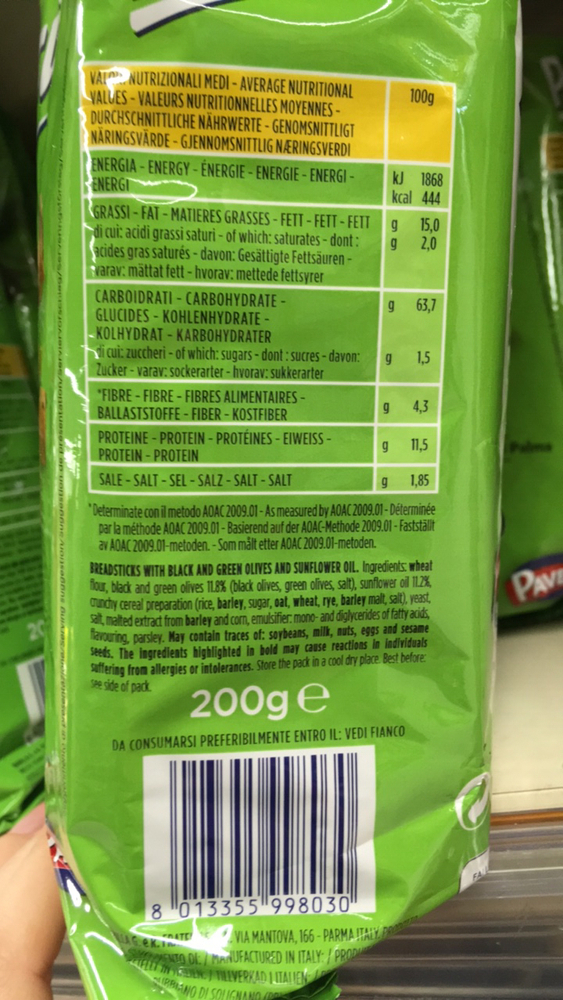 VALORI NUTRIZIONALI MEDI - AVERAGE NUTRITIONAL
VALUES - VALEURS NUTRITIONNELLES MOYENNES -
DURCHSCHNITTLICHE NÄHRWERTE - GENOMSNITTLIGT
NÄRINGSVÄRDE - GJENNOMSNITTLIG NÆRINGSVERDI
100g
ENERGIA - ENERGY - ÉNERGIE - ENERGIE - ENERGI -
ENERGI
kJ 1868
kcal 444
GRASSI - FAT - MATIERES GRASSES - FETT - FETT - FETT
g 15,0
di cui: acidi grassi saturi - of which: saturates - dont :
g 2,0
acides gras saturés - davon: Gesättigte Fettsäuren -
varav: mättat fett - hvorav: mettede fettsyrer
CARBOIDRATI - CARBOHYDRATE -
GLUCIDES - KOHLENHYDRATE -
KOLHYDRAT - KARBOHYDRATER
g 63,7
di cui: zuccheri - of which: sugars - dont : sucres - davon:
Zucker - varav: sockerarter - hvorav: sukkerarter
g 1,5
*FIBRE - FIBRE - FIBRES ALIMENTAIRES -
BALLASTSTOFFE - FIBER - KOSTFIBER
g 4,3
PROTEINE - PROTEIN - PROTÉINES - EIWEISS -
PROTEIN - PROTEIN
g 11,5
SALE - SALT - SEL - SALZ - SALT - SALT
g 1,85
*Determinate con il metodo AOAC 2009.01 - As measured by AOAC 2009.01 - Déterminée
par la méthode AOAC 2009.01 - Basierend auf der AOAC-Methode 2009.01 - Fastställt
av AOAC 2009.01-metoden. - Som målt etter AOAC 2009.01-metoden.
BREADSTICKS WITH BLACK AND GREEN OLIVES AND SUNFLOWER OIL. Ingredients: wheat
flour, black and green olives 11.8% (black olives, green olives, salt), sunflower oil 11.2%,
crunchy cereal preparation (rice, barley, sugar, oat, wheat, rye, barley malt, salt), yeast,
salt, malted extract from barley and corn, emulsifier: mono- and diglycerides of fatty acids,
flavouring, parsley. May contain traces of: soybeans, milk, nuts, eggs and sesame
seeds. The ingredients highlighted in bold may cause reactions in individuals
suffering from allergies or intolerances. Store the pack in a cool dry place. Best before:
see side of pack.
200g e
DA CONSUMARSI PREFERIBILMENTE ENTRO IL: VEDI FIANCO
8 013355 998030
VIA MANTOVA, 166 - PARMA ITALY
MANUFACTURED IN ITALY: /
TILLVERKAD I ITALIEN:
DI SOLIGNANO